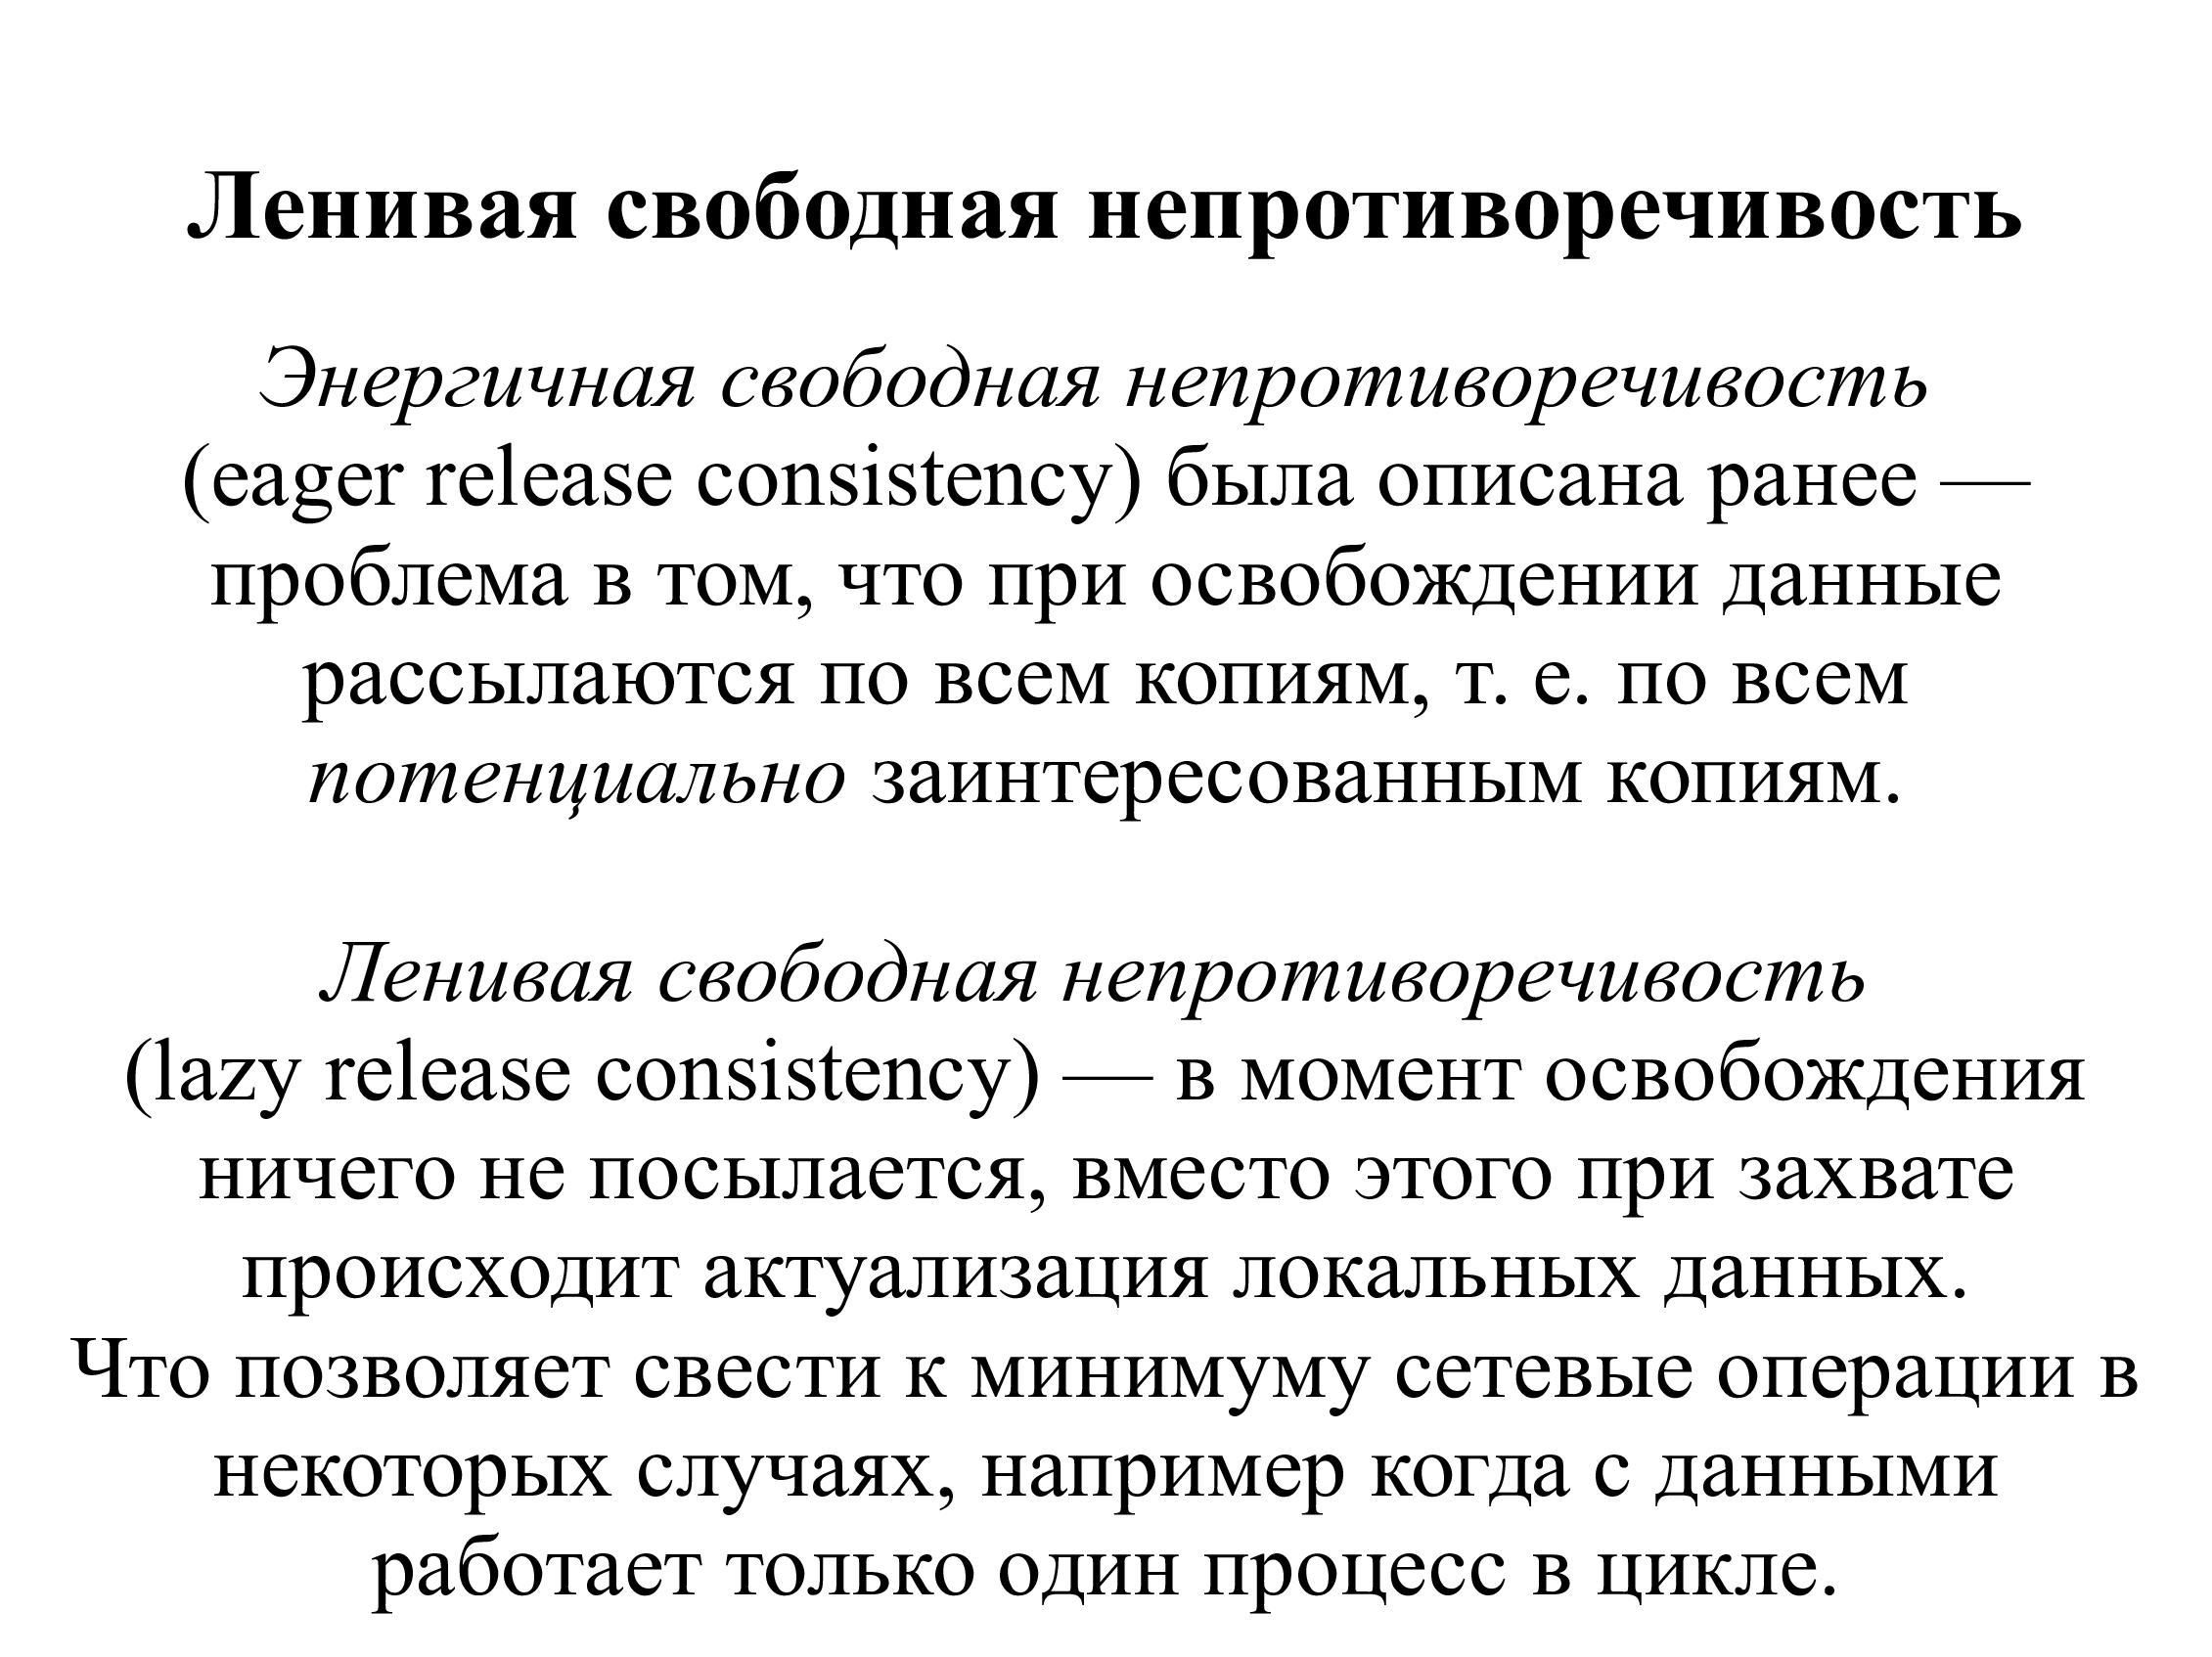 Ленивая свободная непротиворечивость
Энергичная свободная непротиворечивость
(eager release consistency) была описана ранее —
проблема в том, что при освобождении данные
рассылаются по всем копиям, т. е. по всем
потенциально заинтересованным копиям.
Ленивая свободная непротиворечивость
(lazy release consistency) — в момент освобождения
ничего не посылается, вместо этого при захвате
происходит актуализация локальных данных.
Что позволяет свести к минимуму сетевые операции в
некоторых случаях, например когда с данными
работает только один процесс в цикле.